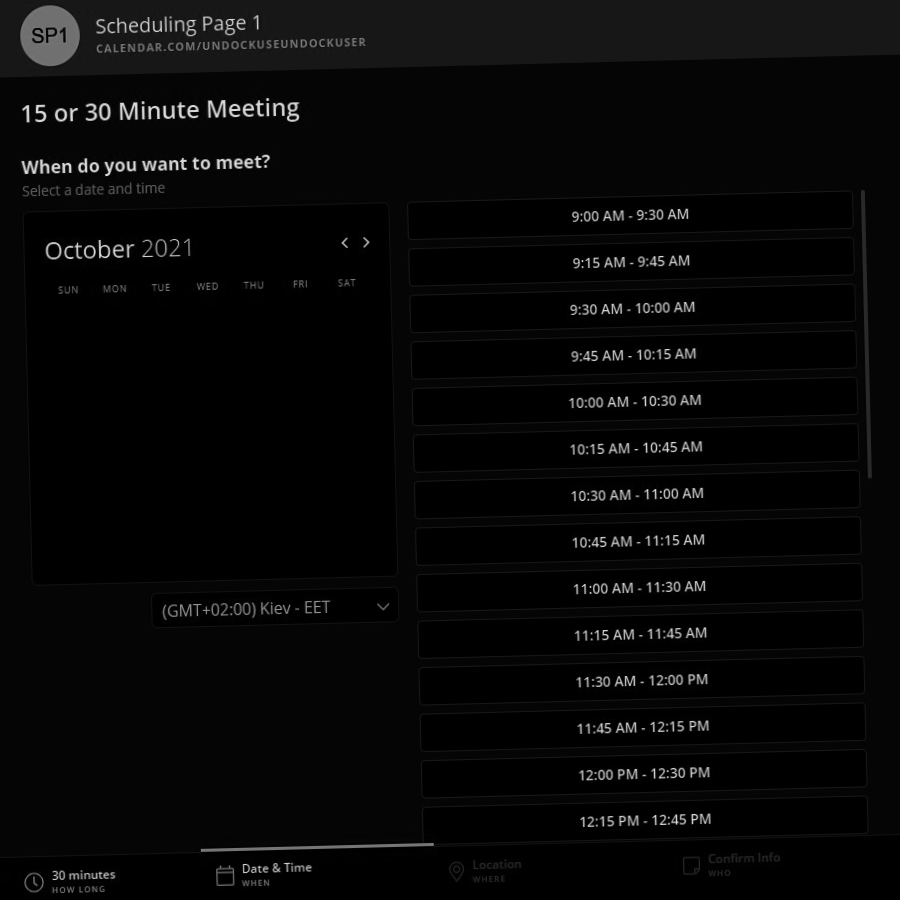 SP1
Scheduling Page 1
CALENDAR.COM/UNDOCKUSEUNDOCKUSER
15 or 30 Minute Meeting
When do you want to meet?
Select a date and time
October 2021
SUN MON TUE WED THU FRI SAT
(GMT+02:00) Kiev - EET
9:00 AM - 9:30 AM
9:15 AM - 9:45 AM
9:30 AM - 10:00 AM
9:45 AM - 10:15 AM
10:00 AM - 10:30 AM
10:15 AM - 10:45 AM
10:30 AM - 11:00 AM
10:45 AM - 11:15 AM
11:00 AM - 11:30 AM
11:15 AM - 11:45 AM
11:30 AM - 12:00 PM
11:45 AM - 12:15 PM
12:00 PM - 12:30 PM
12:15 PM - 12:45 PM
30 minutes
HOW LONG
Date & Time
WHEN
Location
WHERE
Confirm Info
WHO